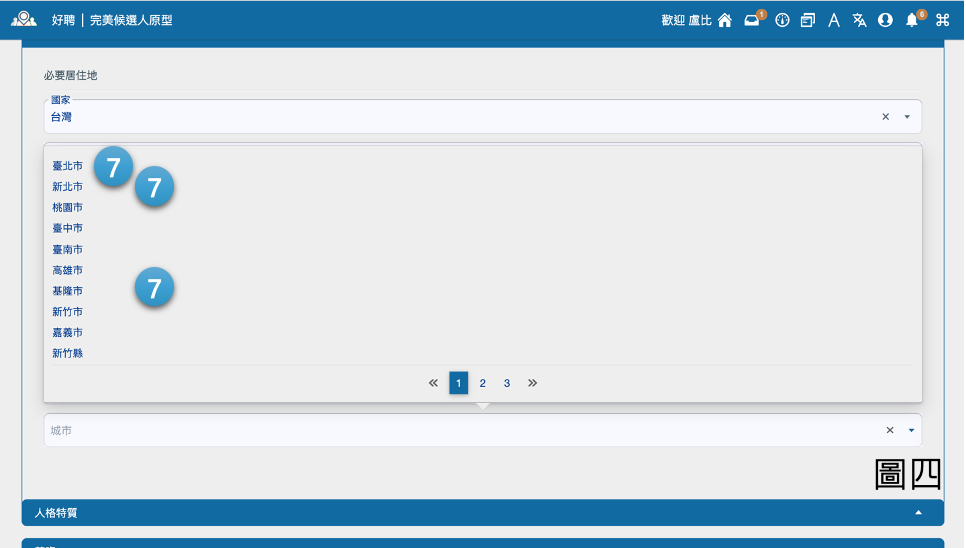 好聘 | 完美候選人原型
歡迎 盧比
1
6
必要居住地
國家
台灣
臺北市
7
新北市
7
桃園市
臺中市
臺南市
高雄市
基隆市
7
新竹市
嘉義市
新竹縣
« 1 2 3 »
城市
圖四
人格特質